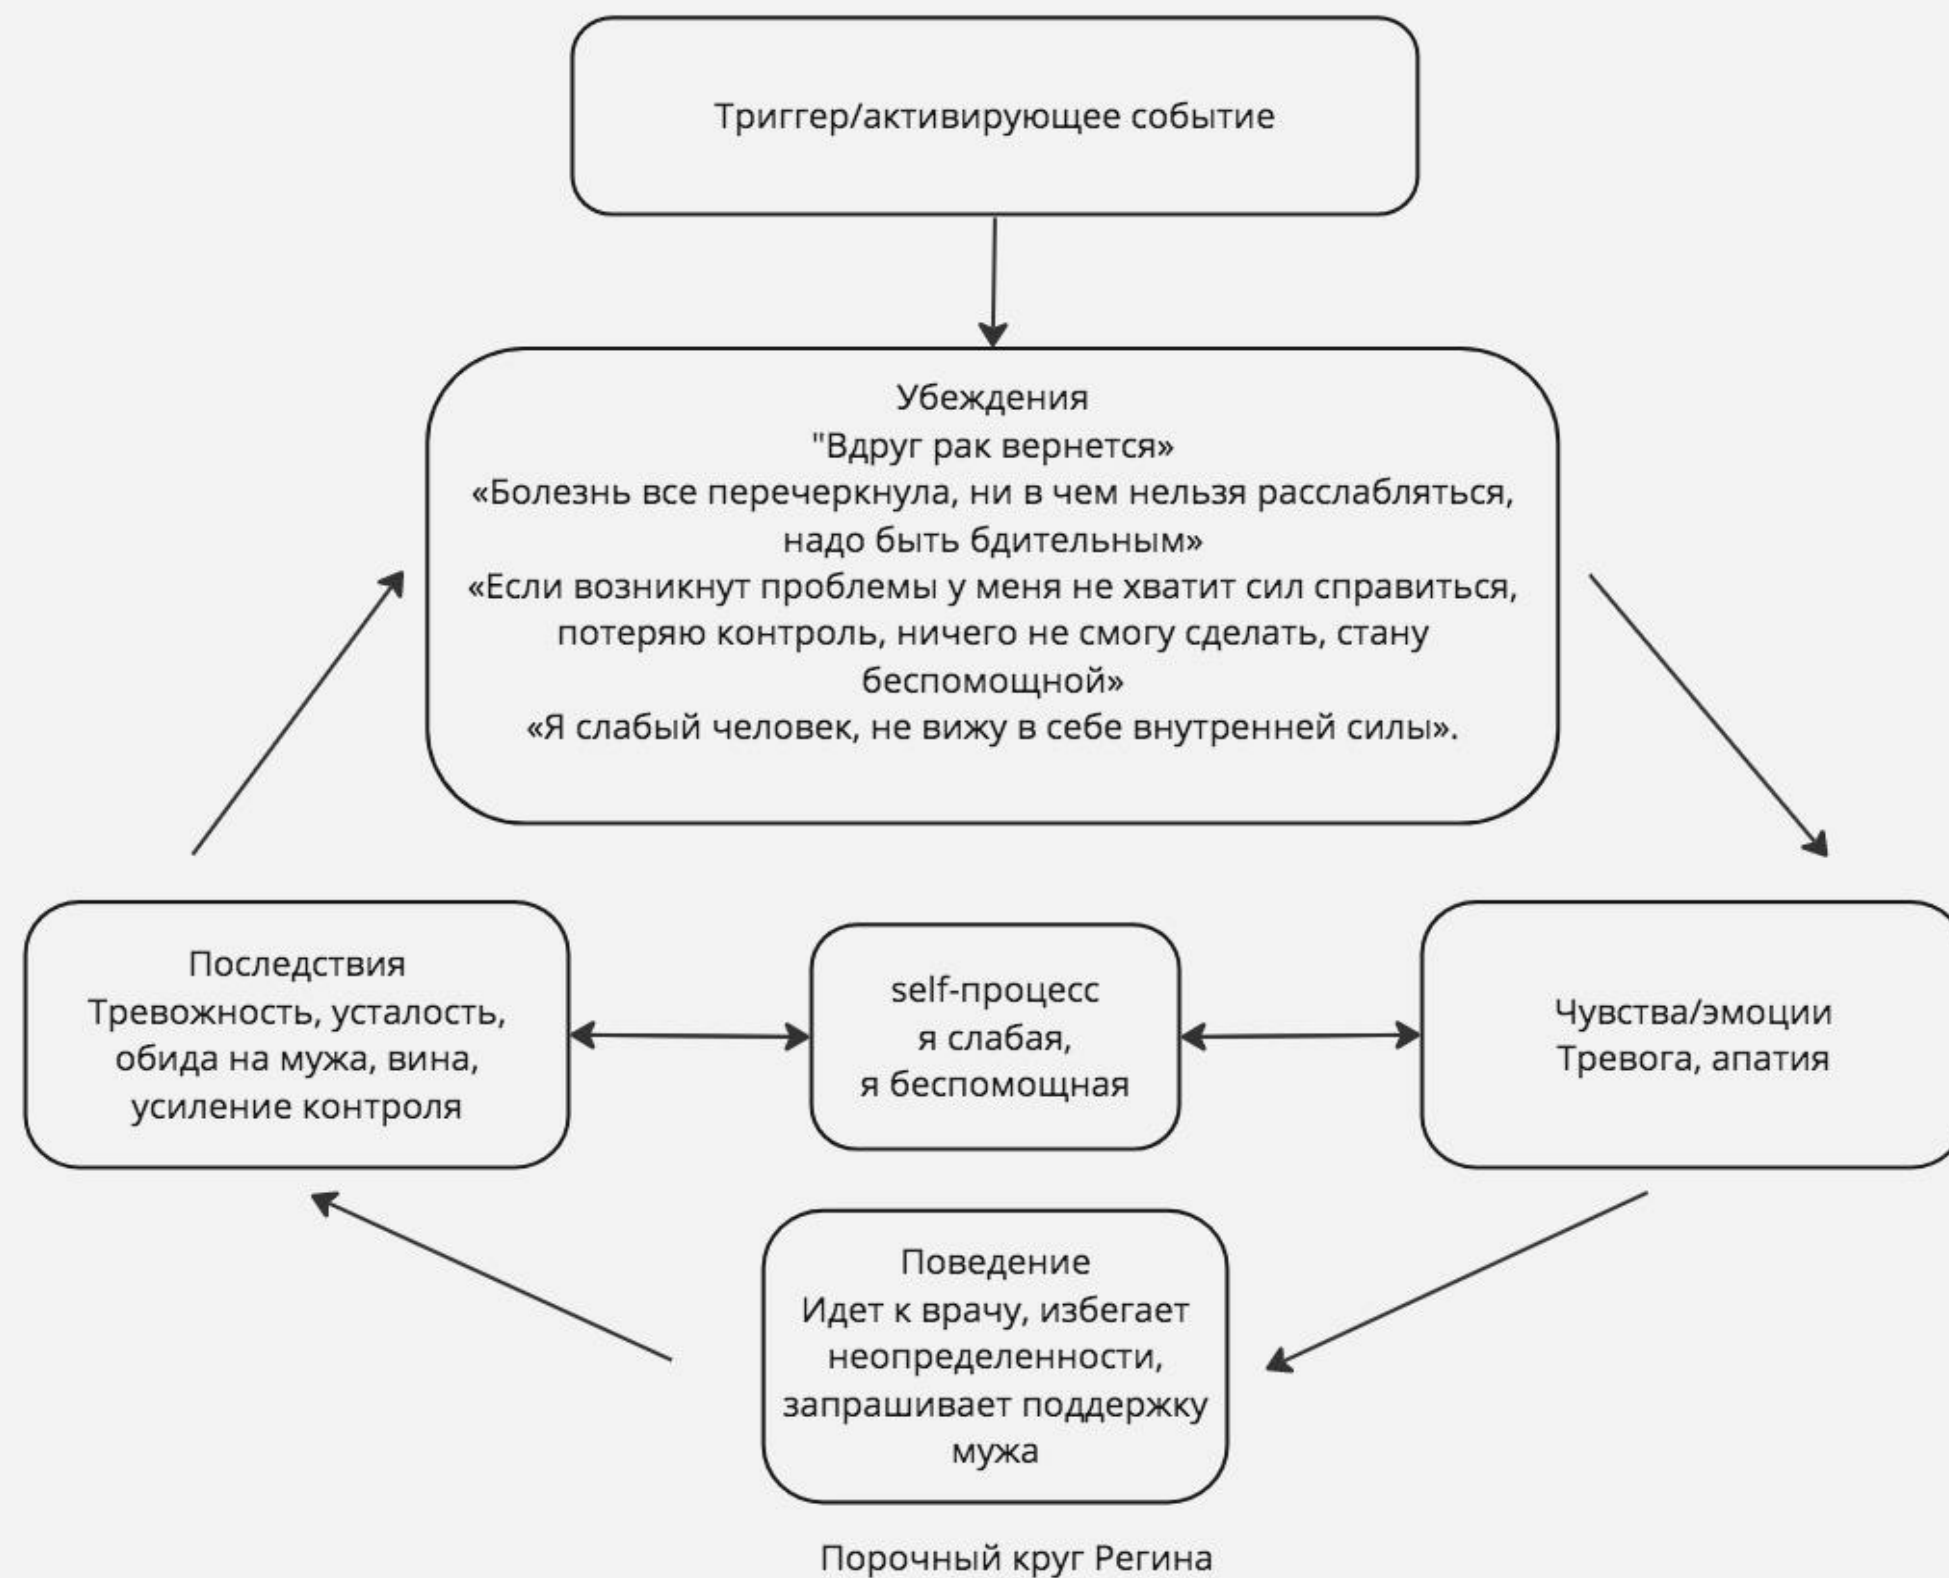 Триггер/активирующее событие
Убеждения
"Вдруг рак вернется»
«Болезнь все перечеркнула, ни в чем нельзя расслабляться,
надо быть бдительным»
«Если возникнут проблемы у меня не хватит сил справиться,
потеряю контроль, ничего не смогу сделать, стану
беспомощной»
«Я слабый человек, не вижу в себе внутренней силы».
Последствия
Тревожность, усталость,
обида на мужа, вина,
усиление контроля
self-процесс
я слабая,
я беспомощная
Чувства/эмоции
Тревога, апатия
Поведение
Идет к врачу, избегает
неопределенности,
запрашивает поддержку
мужа
Порочный круг Регина